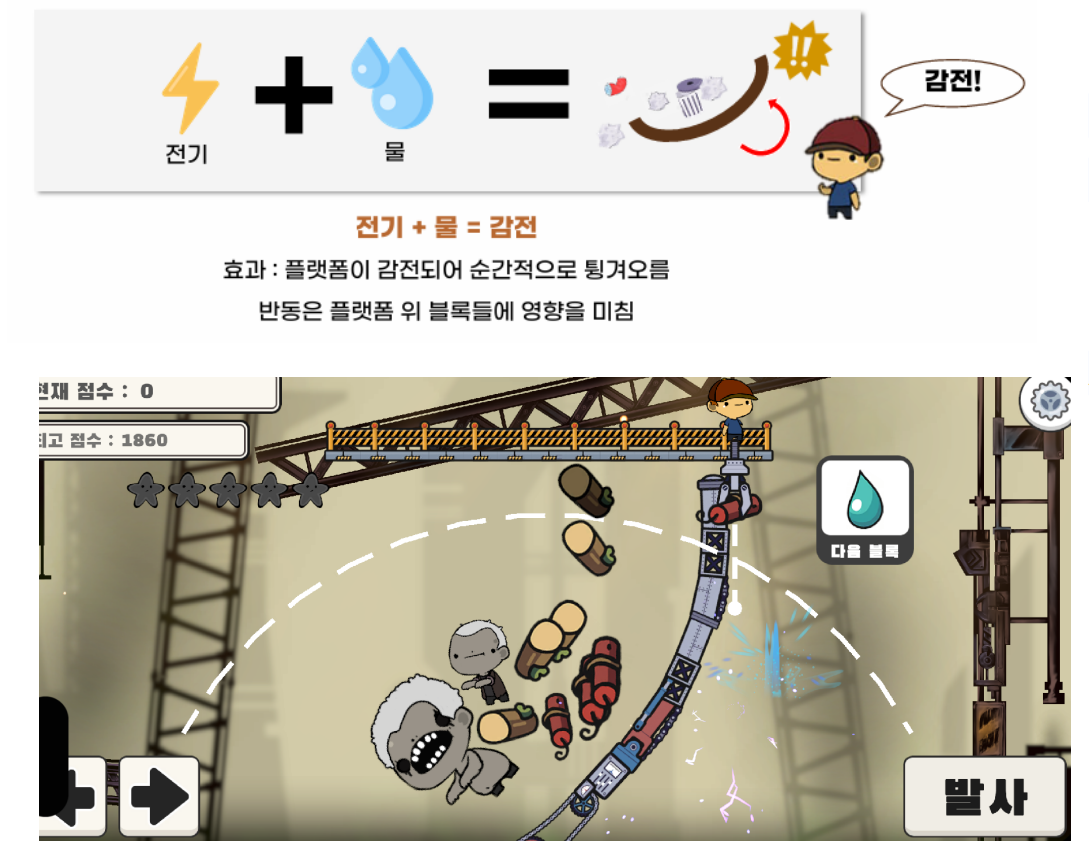 감전!
전기
물
전기 + 물 = 감전
효과 : 플랫폼이 감전되어 순간적으로 튕겨오름
반동은 플랫폼 위 블록들에 영향을 미침
현재 점수 : 0
최고 점수 : 1860
다음 블록
발사